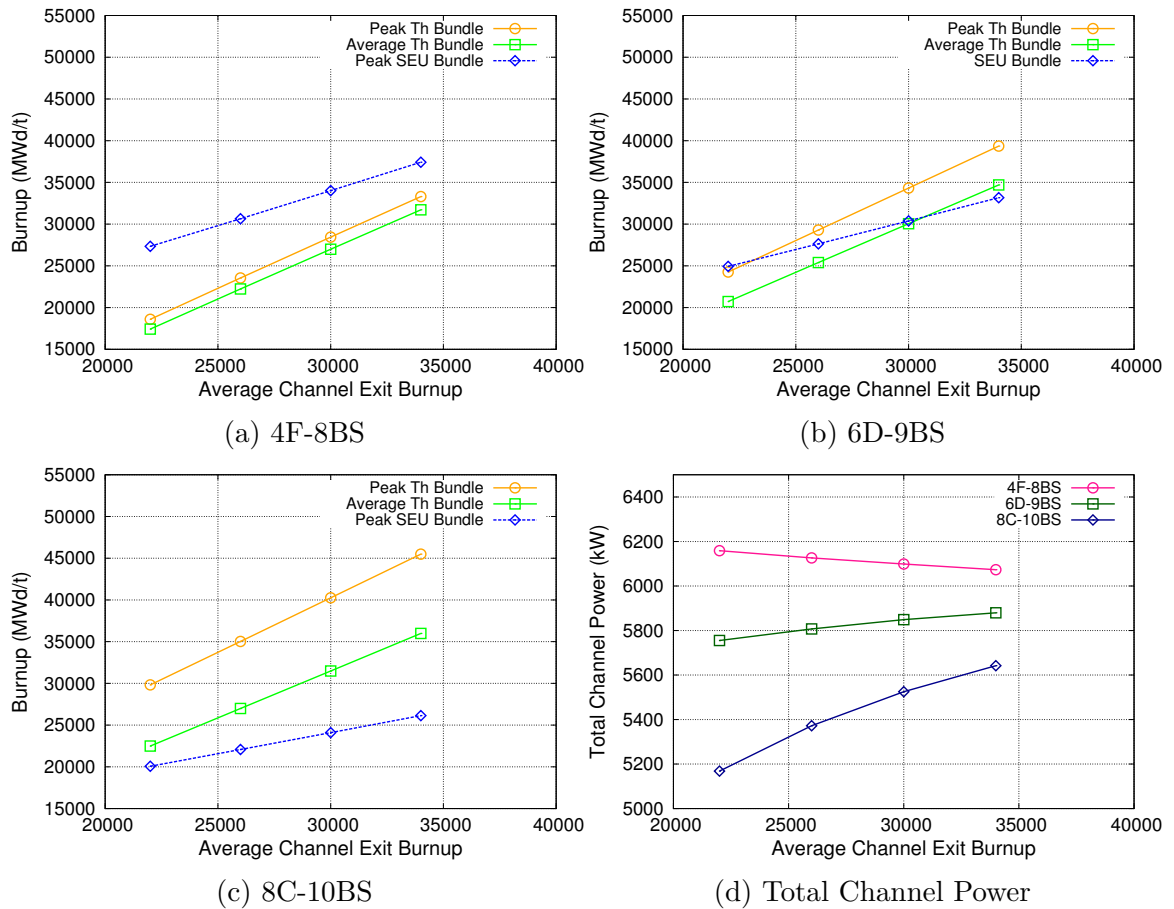 55000
50000
45000
40000
35000
30000
25000
20000
15000
20000 25000 30000 35000 40000
Burnup (MWd/t)
Average Channel Exit Burnup
Peak Th Bundle
Average Th Bundle
Peak SEU Bundle
(a) 4F-8BS
55000
50000
45000
40000
35000
30000
25000
20000
15000
20000 25000 30000 35000 40000
Burnup (MWd/t)
Average Channel Exit Burnup
Peak Th Bundle
Average Th Bundle
SEU Bundle
(b) 6D-9BS
55000
50000
45000
40000
35000
30000
25000
20000
15000
20000 25000 30000 35000 40000
Burnup (MWd/t)
Average Channel Exit Burnup
Peak Th Bundle
Average Th Bundle
Peak SEU Bundle
(c) 8C-10BS
6400
6200
6000
5800
5600
5400
5200
5000
20000 25000 30000 35000 40000
Total Channel Power (kW)
Average Channel Exit Burnup
4F-8BS
6D-9BS
8C-10BS
(d) Total Channel Power